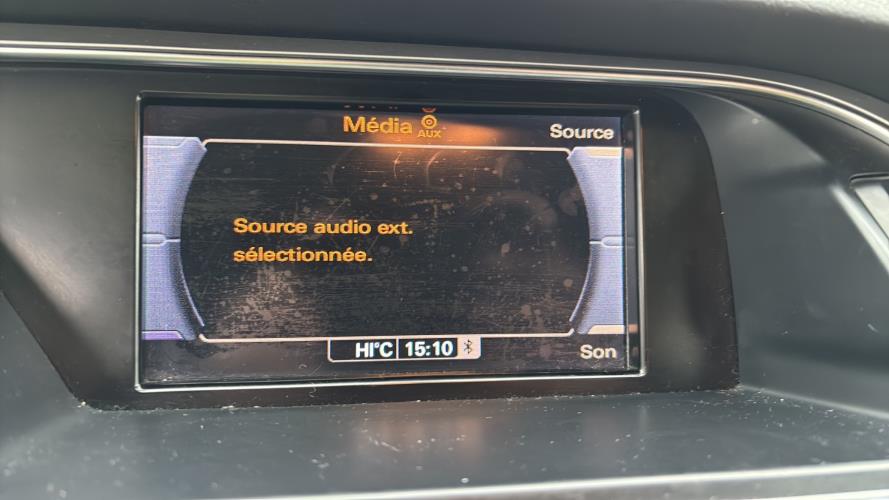 Média AUX
Source
Source audio ext.
sélectionnée.
HI°C 15:10
Son